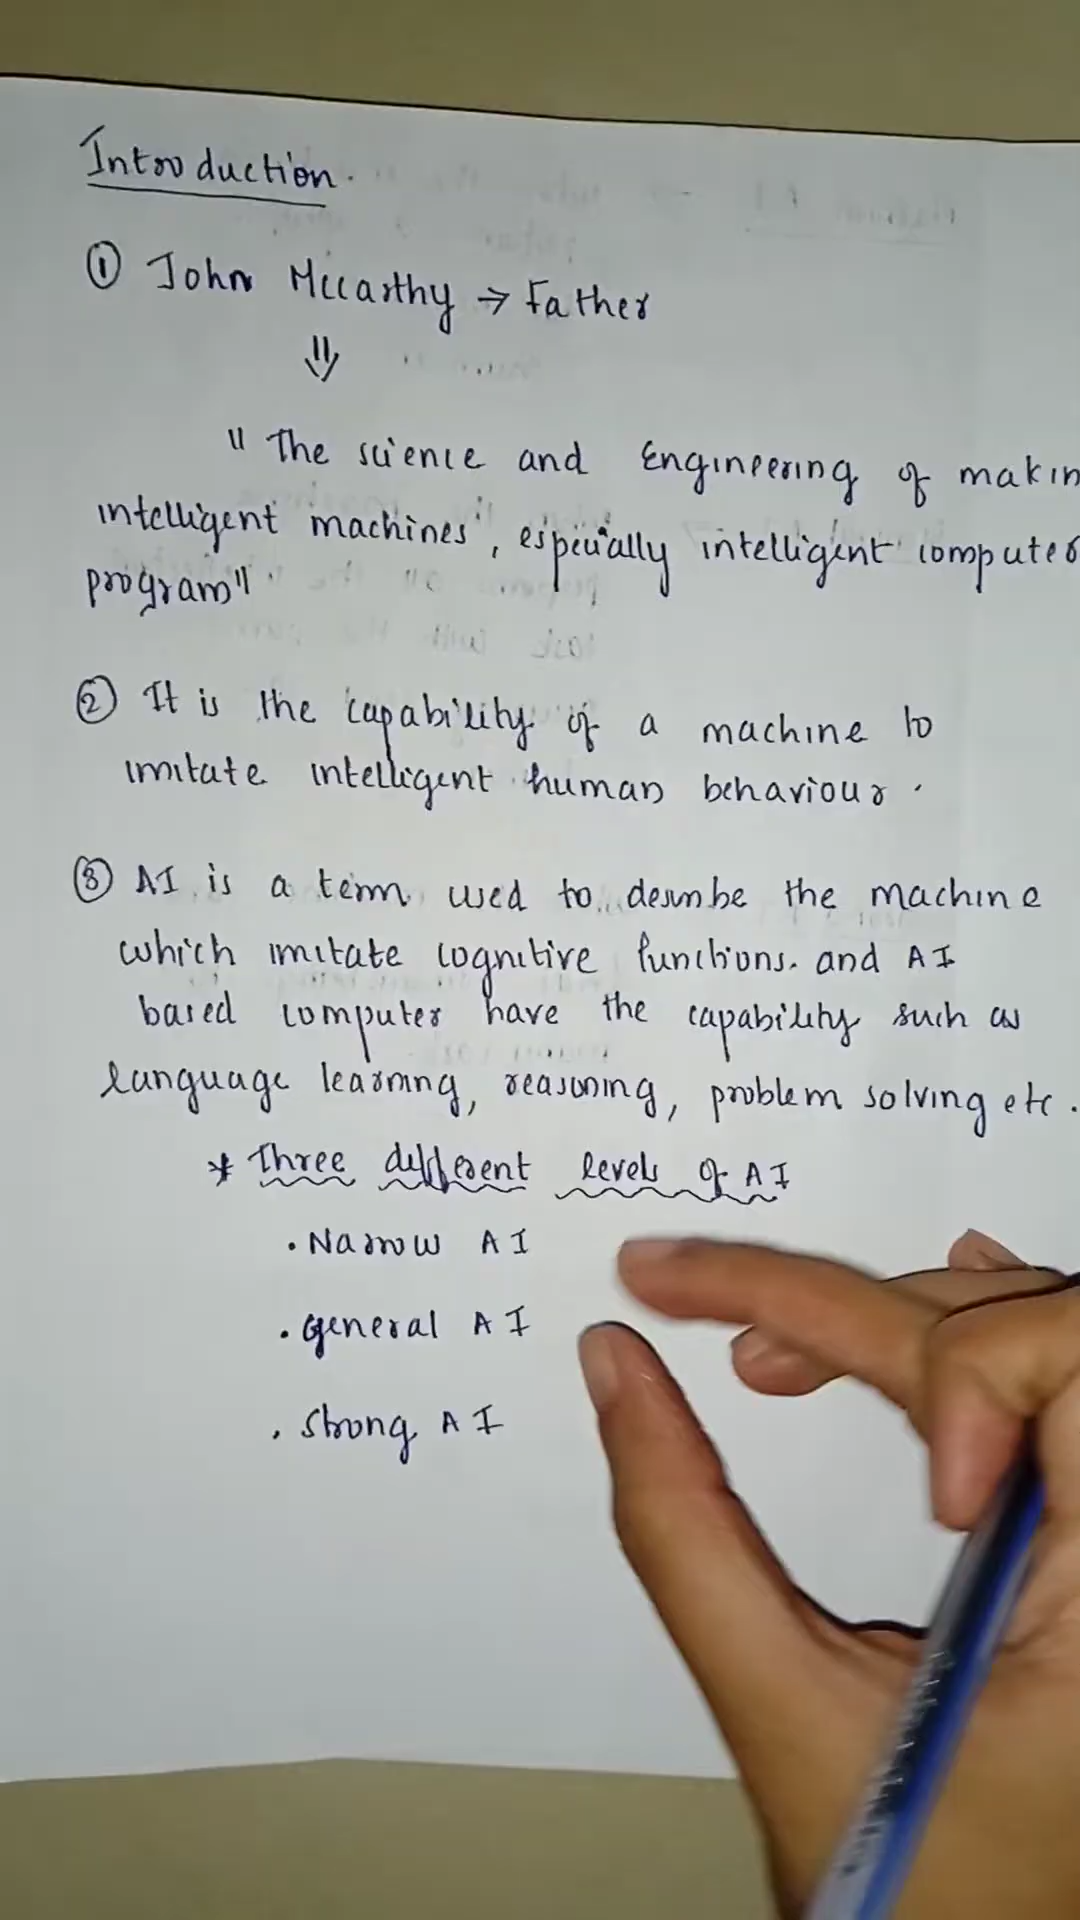 Introduction.
① John Mccarthy → Father
⇓
"The science and Engineering of makin
intelligent machines", especially intelligent computer
program"
② It is the capability of a machine to
imitate intelligent human behaviour.
③ AI is a term used to describe the machine
which imitate cognitive functions. and AI
based computer have the capability such as
language learning, reasoning, problem solving etc.
* Three different levels of AI
. Narrow AI
. general AI
. Strong AI